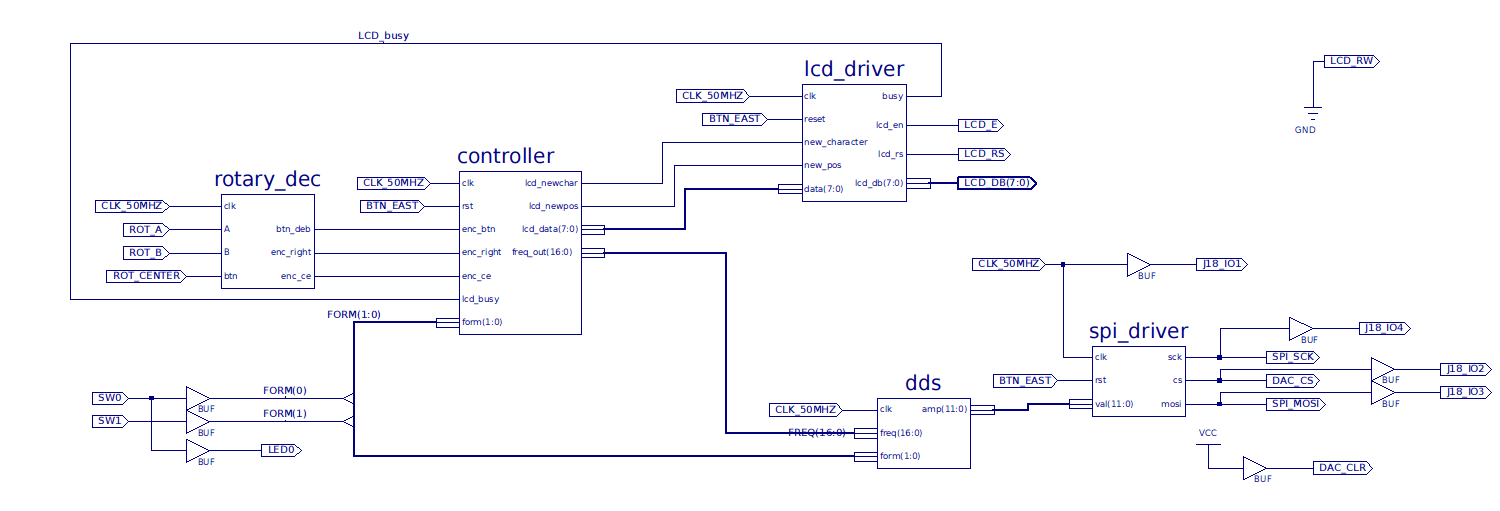 LCD_busy
lcd_driver
CLK_50MHZ
clk
busy
BTN_EAST
reset
lcd_en
LCD_E
new_character
lcd_rs
LCD_RS
new_pos
data(7:0)
lcd_db(7:0)
LCD_DB(7:0)
LCD_RW
GND
controller
CLK_50MHZ
clk
lcd_newchar
BTN_EAST
rst
lcd_newpos
enc_btn
lcd_data(7:0)
enc_right
freq_out(16:0)
enc_ce
lcd_busy
form(1:0)
rotary_dec
CLK_50MHZ
clk
ROT_A
A
btn_deb
ROT_B
B
enc_right
ROT_CENTER
btn
enc_ce
FORM(1:0)
SW0
BUF
FORM(0)
SW1
BUF
FORM(1)
BUF
LED0
dds
CLK_50MHZ
clk
amp(11:0)
FREQ(16:0)
freq(16:0)
form(1:0)
CLK_50MHZ
BUF
J18_IO1
spi_driver
clk
sck
BUF
J18_IO4
SPI_SCK
BTN_EAST
rst
cs
DAC_CS
BUF
J18_IO2
val(11:0)
mosi
SPI_MOSI
BUF
J18_IO3
VCC
BUF
DAC_CLR